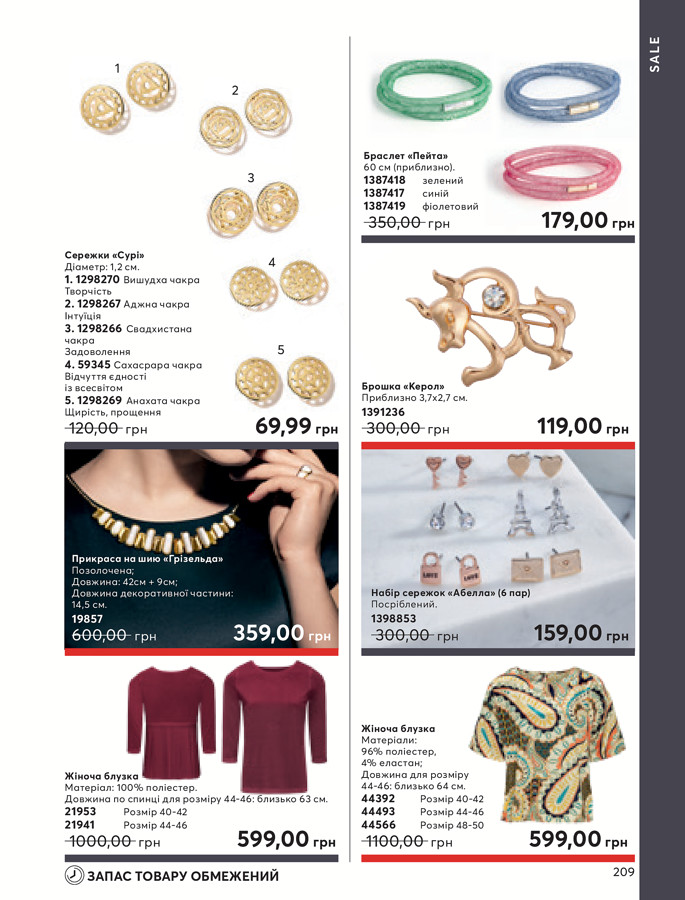 SALE
1
2
3
4
5
Сережки «Сурі»
Діаметр: 1,2 см.
1. 1298270 Вишудха чакра
Творчість
2. 1298267 Аджна чакра
Інтуїція
3. 1298266 Свадхистана
чакра
Задоволення
4. 59345 Сахасрара чакра
Відчуття єдності
із всесвітом
5. 1298269 Анахата чакра
Щирість, прощення
120,00 грн 69,99 грн
Браслет «Пейта»
60 см (приблизно).
1387418 зелений
1387417 синій
1387419 фіолетовий
350,00 грн 179,00 грн
Брошка «Керол»
Приблизно 3,7х2,7 см.
1391236
300,00 грн 119,00 грн
Прикраса на шию «Грізельда»
Позолочена;
Довжина: 42см + 9см;
Довжина декоративної частини:
14,5 см.
19857
600,00 грн 359,00 грн
LOVE LOVE
Набір сережок «Абелла» (6 пар)
Посріблений.
1398853
300,00 грн 159,00 грн
Жіноча блузка
Матеріал: 100% поліестер.
Довжина по спинці для розміру 44-46: близько 63 см.
21953 Розмір 40-42
21941 Розмір 44-46
1000,00 грн 599,00 грн
Жіноча блузка
Матеріали:
96% поліестер,
4% еластан;
Довжина для розміру
44-46: близько 64 см.
44392 Розмір 40-42
44493 Розмір 44-46
44566 Розмір 48-50
1100,00 грн 599,00 грн
ЗАПАС ТОВАРУ ОБМЕЖЕНИЙ
209